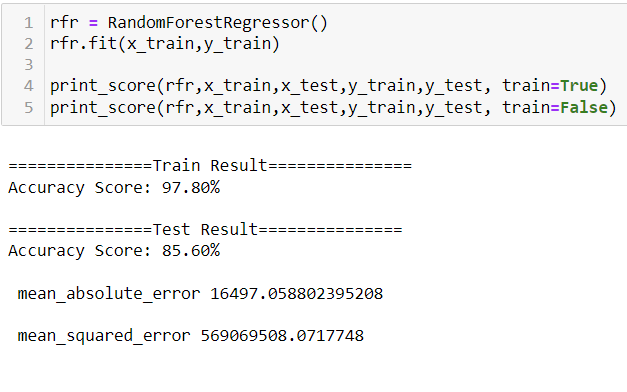 1 rfr = RandomForestRegressor()
2 rfr.fit(x_train,y_train)
3
4 print_score(rfr,x_train,x_test,y_train,y_test, train=True)
5 print_score(rfr,x_train,x_test,y_train,y_test, train=False)
===============Train Result===============
Accuracy Score: 97.80%
===============Test Result===============
Accuracy Score: 85.60%
mean_absolute_error 16497.058802395208
mean_squared_error 569069508.0717748